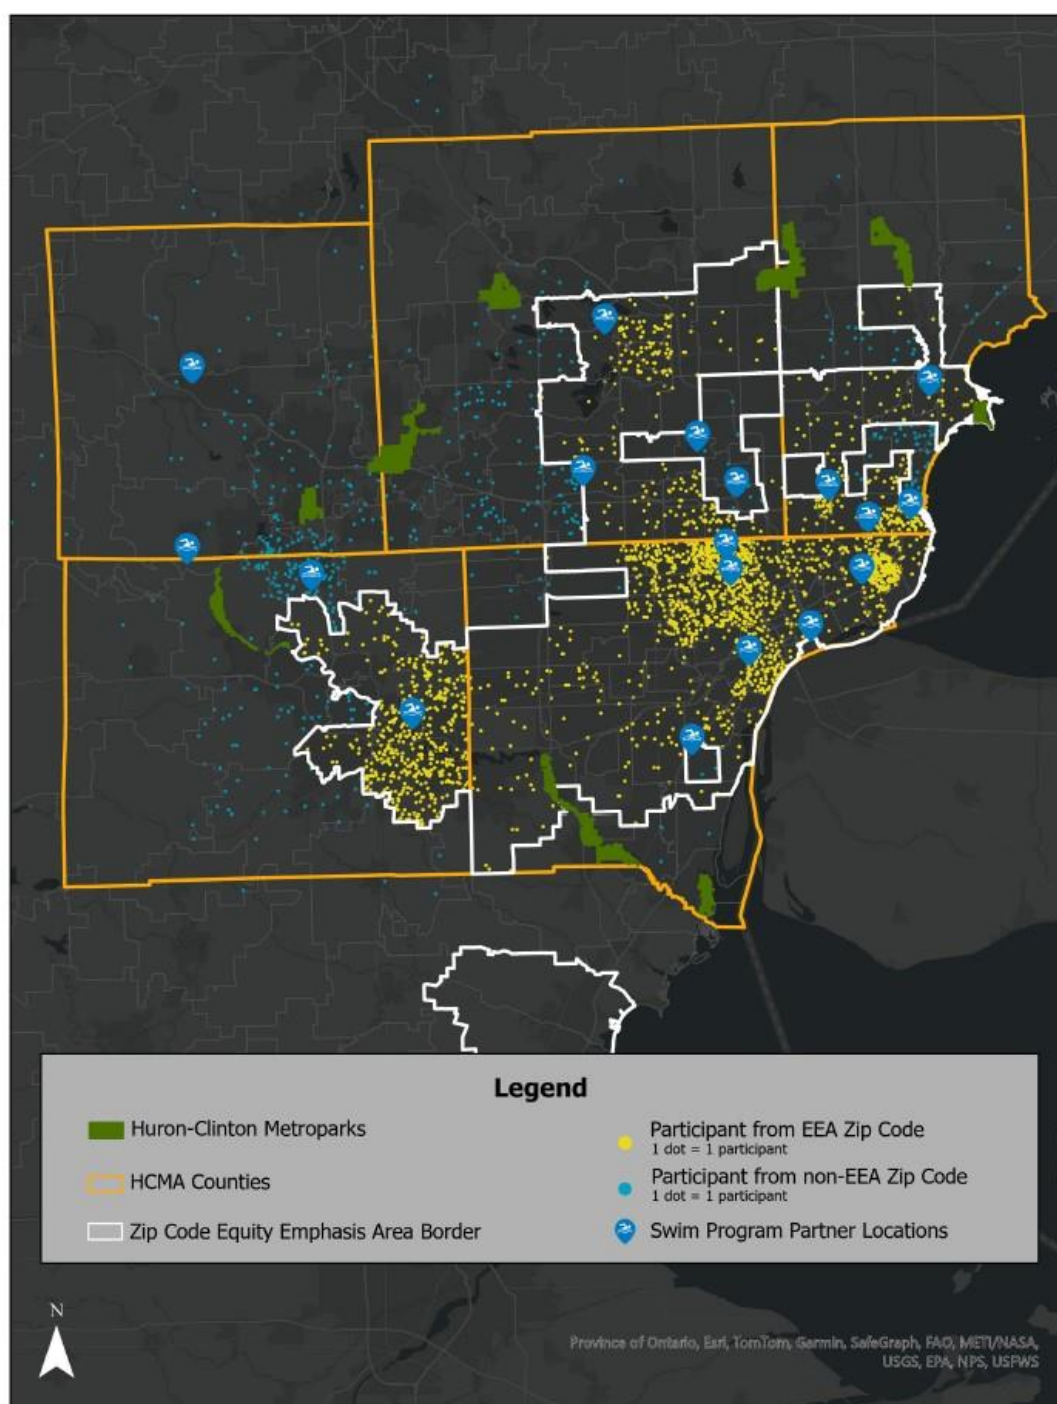 Legend
Huron-Clinton Metroparks
HCMA Counties
Zip Code Equity Emphasis Area Border
Participant from EEA Zip Code
1 dot = 1 participant
Participant from non-EEA Zip Code
1 dot = 1 participant
Swim Program Partner Locations
N
Province of Ontario, Esri, TomTom, Garmin, SafeGraph, FAO, METI/NASA,
USGS, EPA, NPS, USFWS